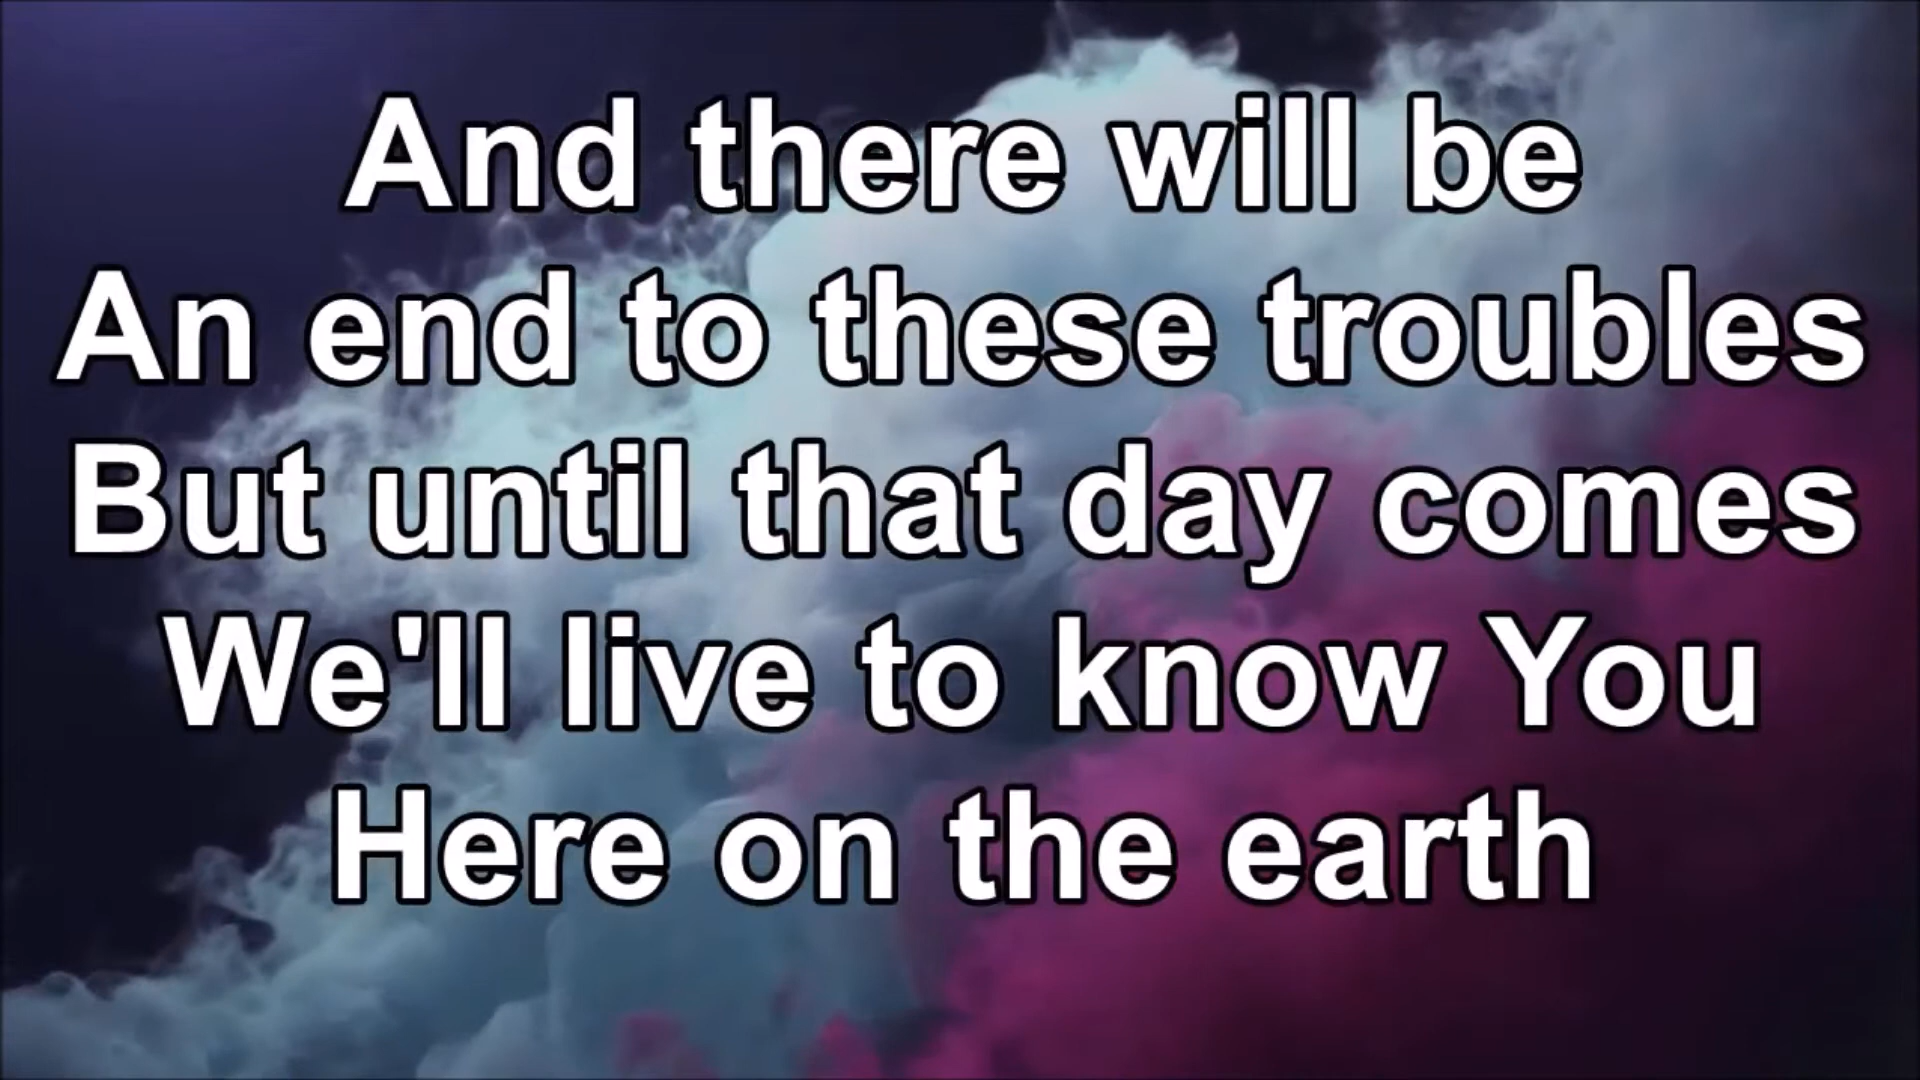 And there will be
An end to these troubles
But until that day comes
We'll live to know You
Here on the earth